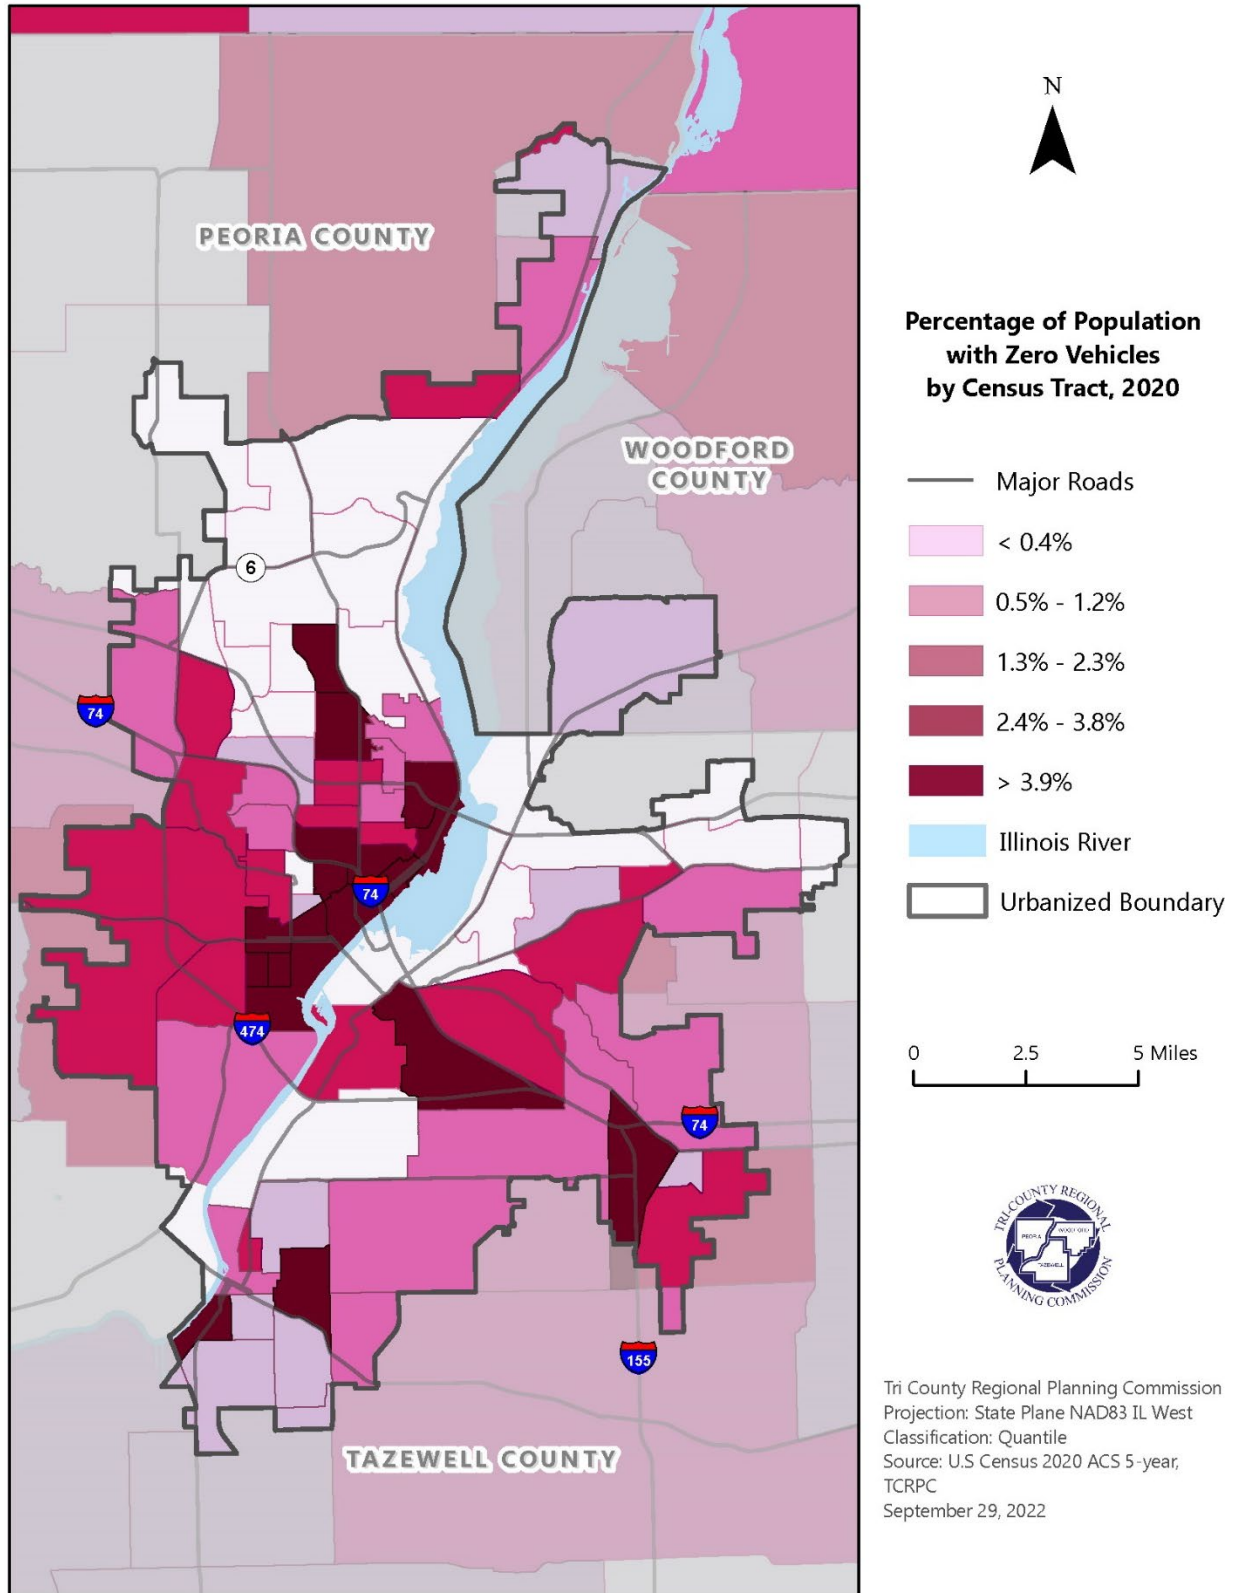 PEORIA COUNTY
WOODFORD
COUNTY
6
74
74
474
74
155
TAZEWELL COUNTY
N
Percentage of Population
with Zero Vehicles
by Census Tract, 2020
Major Roads
< 0.4%
0.5% - 1.2%
1.3% - 2.3%
2.4% - 3.8%
> 3.9%
Illinois River
Urbanized Boundary
0 2.5 5 Miles
TRI-COUNTY REGIONAL
PEORIA
WOODFORD
TAZEWELL
PLANNING COMMISSION
Tri County Regional Planning Commission
Projection: State Plane NAD83 IL West
Classification: Quantile
Source: U.S Census 2020 ACS 5-year,
TCRPC
September 29, 2022